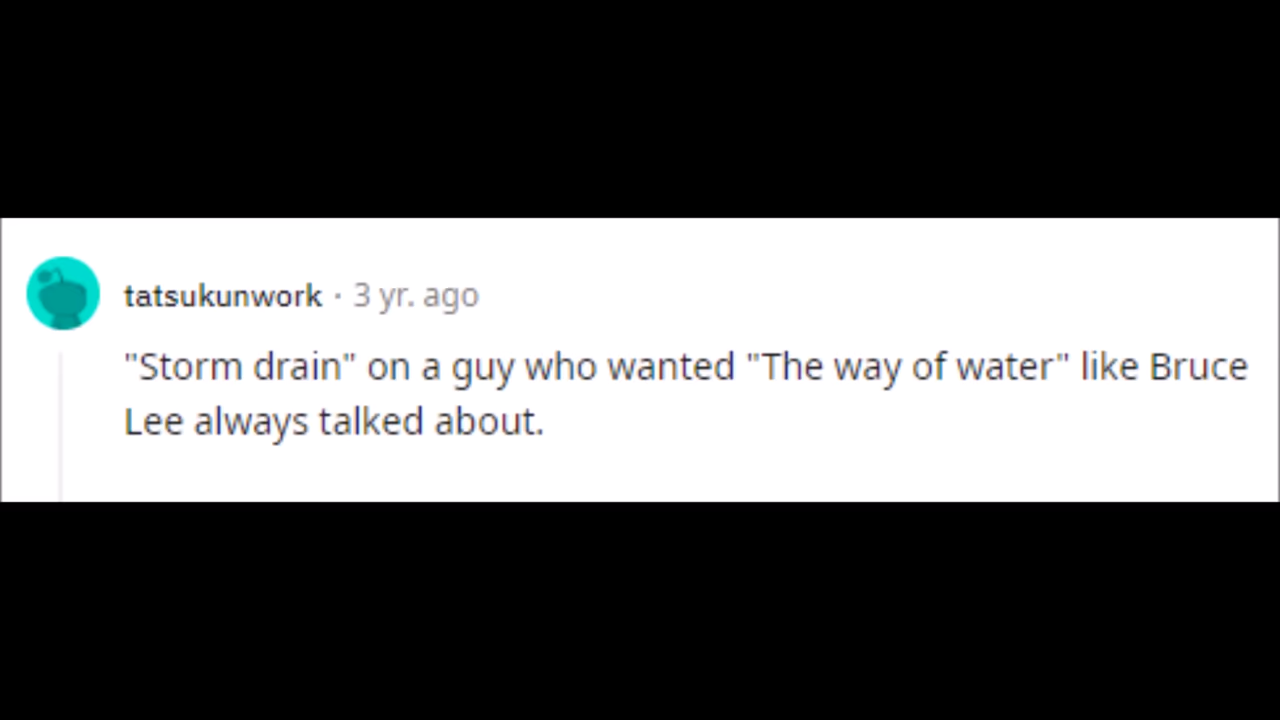 tatsukunwork · 3 yr. ago
"Storm drain" on a guy who wanted "The way of water" like Bruce
Lee always talked about.